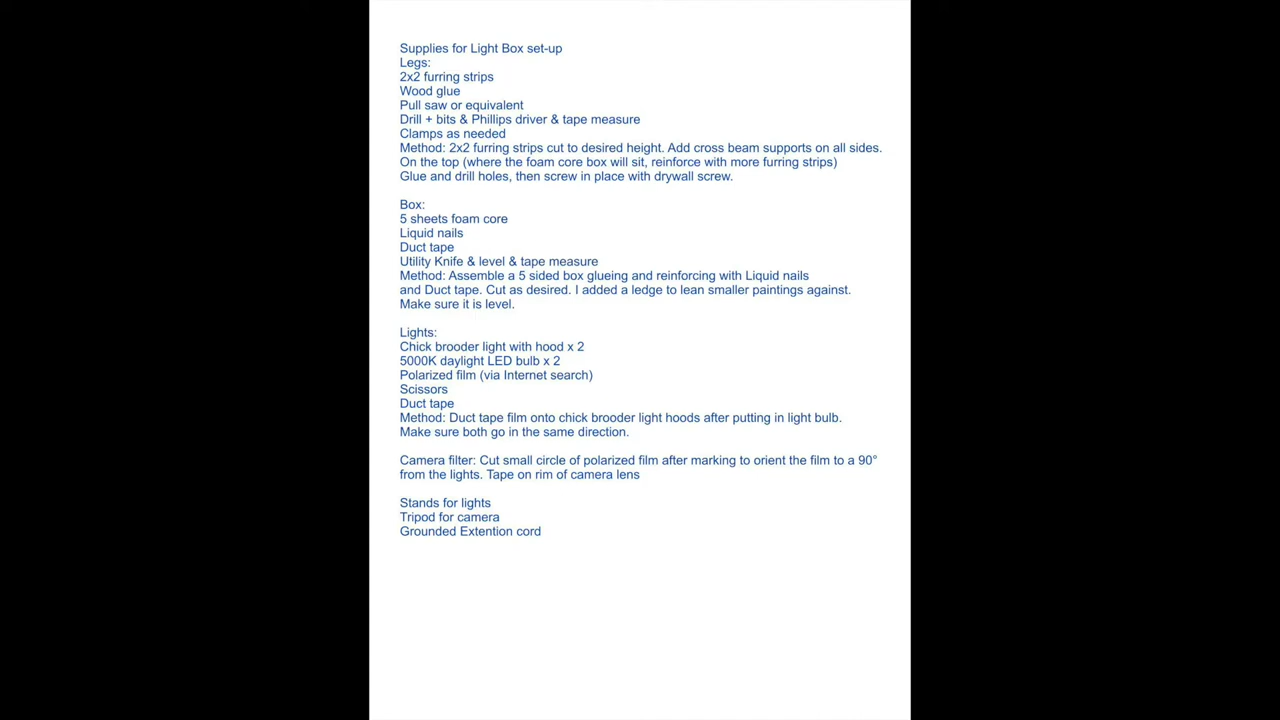 Supplies for Light Box set-up
Legs:
2x2 furring strips
Wood glue
Pull saw or equivalent
Drill + bits & Phillips driver & tape measure
Clamps as needed
Method: 2x2 furring strips cut to desired height. Add cross beam supports on all sides.
On the top (where the foam core box will sit, reinforce with more furring strips)
Glue and drill holes, then screw in place with drywall screw.

Box:
5 sheets foam core
Liquid nails
Duct tape
Utility Knife & level & tape measure
Method: Assemble a 5 sided box glueing and reinforcing with Liquid nails
and Duct tape. Cut as desired. I added a ledge to lean smaller paintings against.
Make sure it is level.

Lights:
Chick brooder light with hood x 2
5000K daylight LED bulb x 2
Polarized film (via Internet search)
Scissors
Duct tape
Method: Duct tape film onto chick brooder light hoods after putting in light bulb.
Make sure both go in the same direction.

Camera filter: Cut small circle of polarized film after marking to orient the film to a 90°
from the lights. Tape on rim of camera lens

Stands for lights
Tripod for camera
Grounded Extention cord